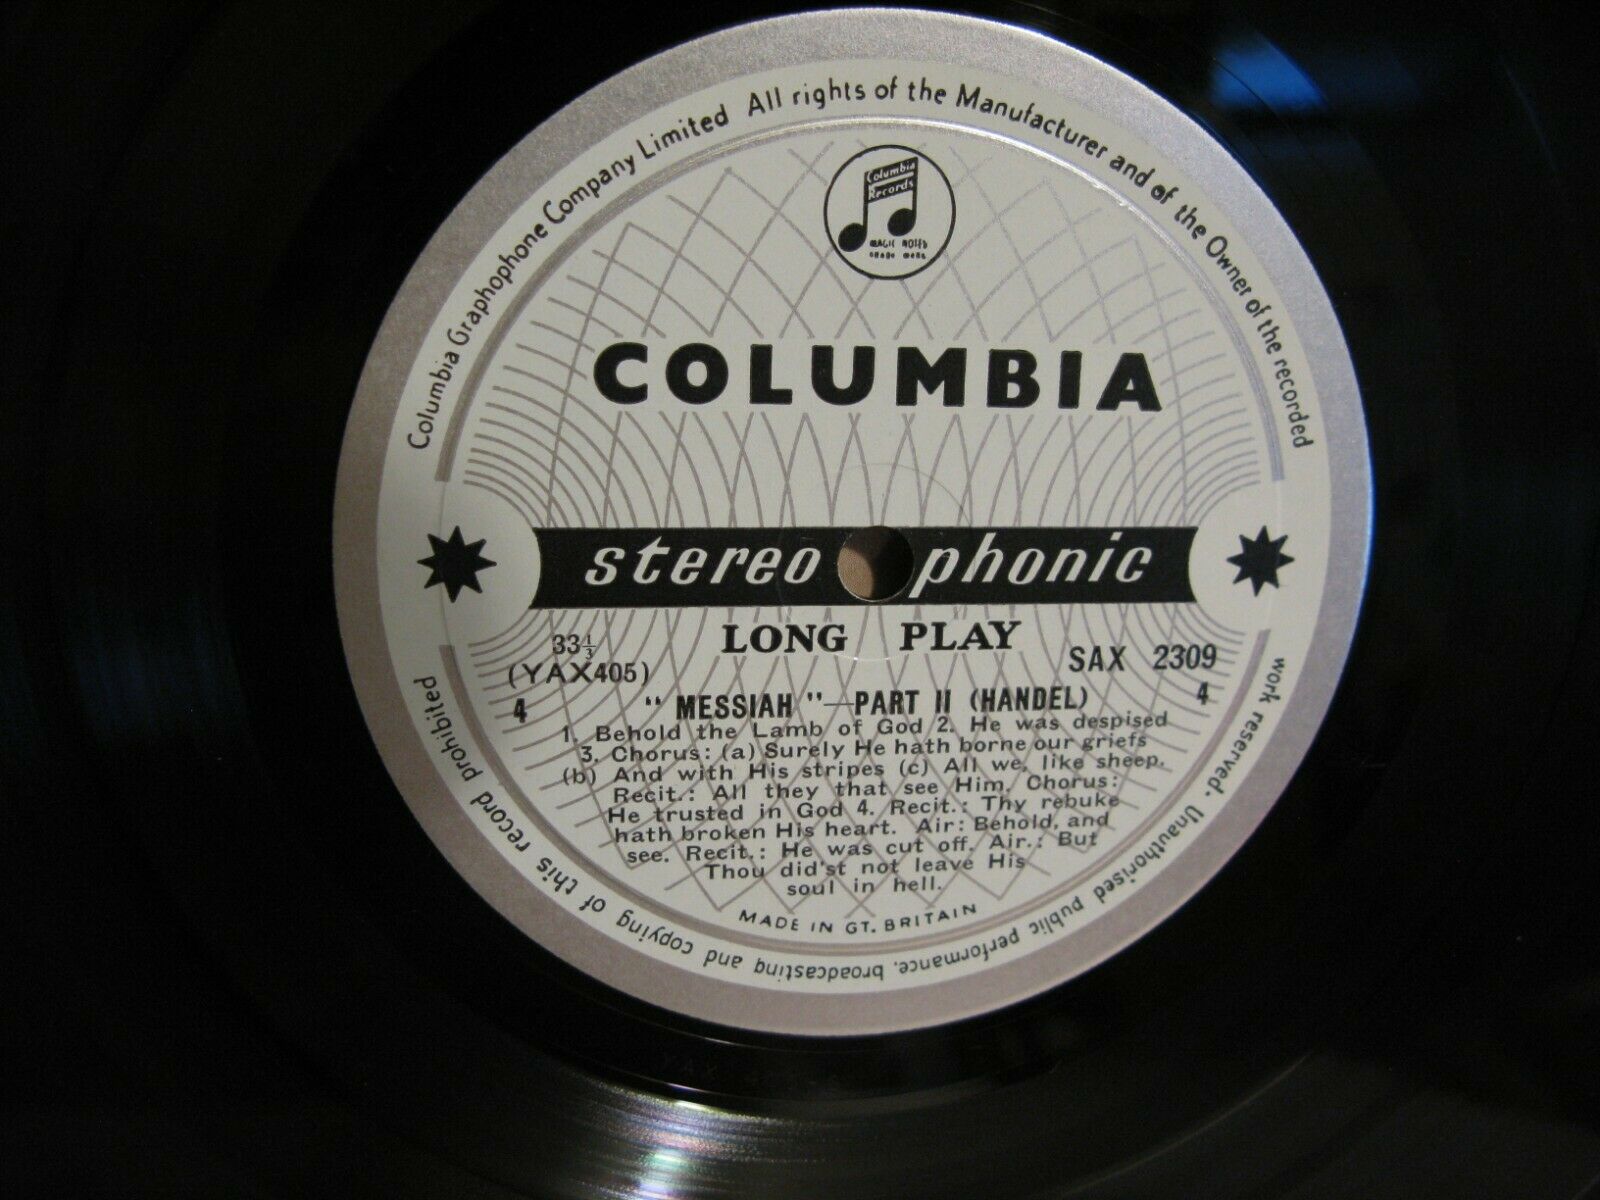 Columbia Graphophone Company Limited All rights of the Manufacturer and of the Owner of the recorded
work reserved · Unauthorised public performance, broadcasting and copying of this record prohibited
Columbia
Records
MAGIC NOTES
TRADE MARK
COLUMBIA
stereophonic
LONG PLAY
33⅓
(YAX405)
SAX 2309
4
4
"MESSIAH"—PART II (HANDEL)
1. Behold the Lamb of God 2. He was despised
3. Chorus: (a) Surely He hath borne our griefs
(b) And with His stripes (c) All we, like sheep.
Recit.: All they that see Him. Chorus:
He trusted in God 4. Recit.: Thy rebuke
hath broken His heart. Air: Behold, and
see. Recit.: He was cut off. Air.: But
Thou did'st not leave His
soul in hell.
MADE IN GT. BRITAIN